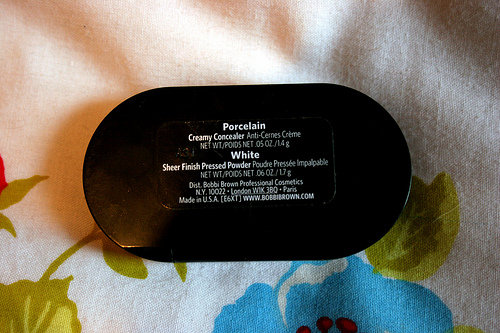 Porcelain
Creamy Concealer Anti-Cernes Crème
NET WT./POIDS NET .05 OZ./1.4 g
White
Sheer Finish Pressed Powder Poudre Pressée Impalpable
NET WT./POIDS NET .06 OZ./1.7 g
Dist. Bobbi Brown Professional Cosmetics
N.Y. 10022 • London W1K 3BQ • Paris
Made in U.S.A. [E6XT] WWW.BOBBIBROWN.COM